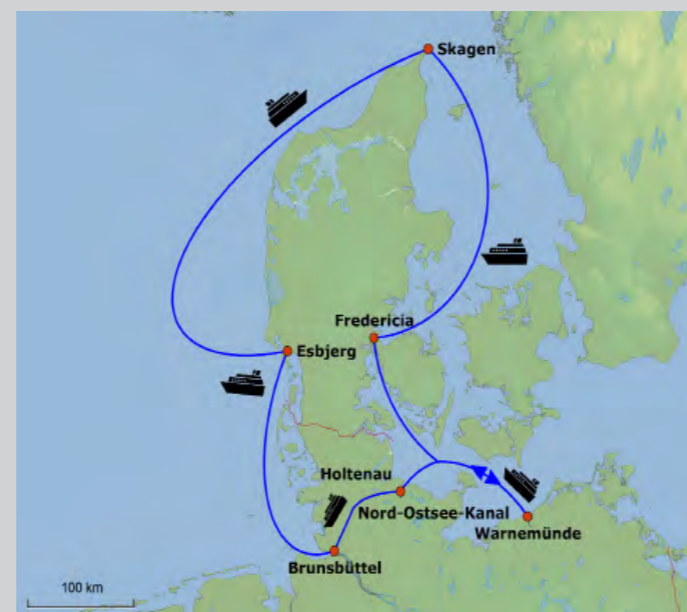 Skagen
Fredericia
Esbjerg
Holtenau
Nord-Ostsee-Kanal
Warnemünde
Brunsbüttel
100 km